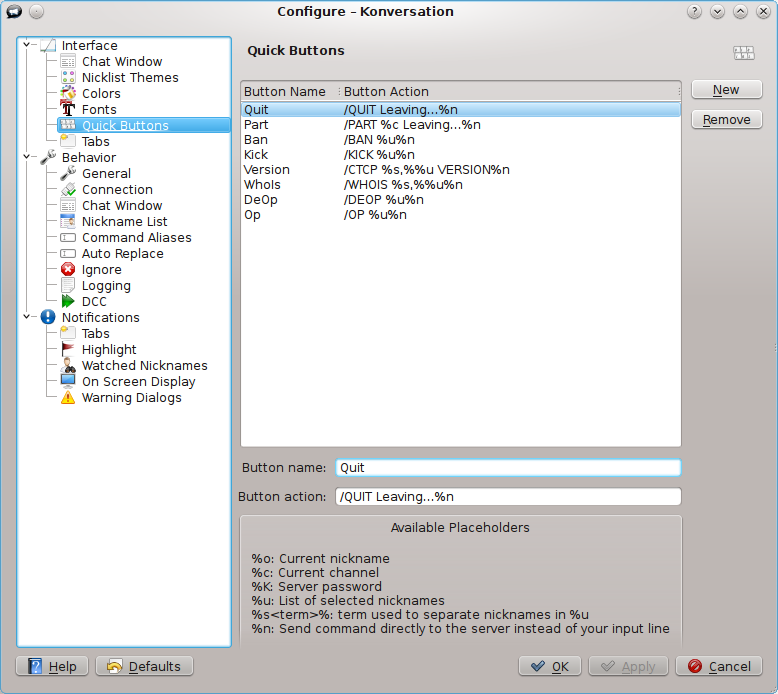 Configure – Konversation
Interface
Chat Window
Nicklist Themes
Colors
Fonts
Quick Buttons
Tabs
Behavior
General
Connection
Chat Window
Nickname List
Command Aliases
Auto Replace
Ignore
Logging
DCC
Notifications
Tabs
Highlight
Watched Nicknames
On Screen Display
Warning Dialogs
Quick Buttons
Button Name Button Action
Quit /QUIT Leaving...%n
Part /PART %c Leaving...%n
Ban /BAN %u%n
Kick /KICK %u%n
Version /CTCP %s,%%u VERSION%n
WhoIs /WHOIS %s,%%u%n
DeOp /DEOP %u%n
Op /OP %u%n
New
Remove
Button name: Quit
Button action: /QUIT Leaving...%n
Available Placeholders
%o: Current nickname
%c: Current channel
%K: Server password
%u: List of selected nicknames
%s<term>%: term used to separate nicknames in %u
%n: Send command directly to the server instead of your input line
Help Defaults OK Apply Cancel